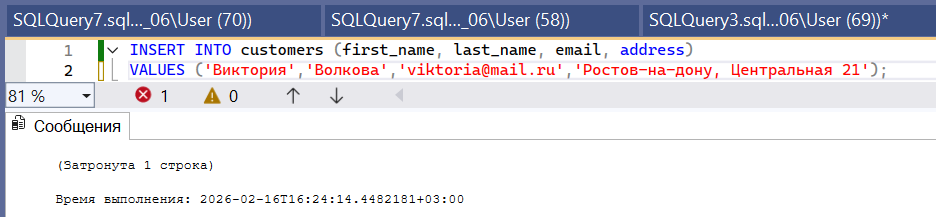 SQLQuery7.sql..._06\User (70)) SQLQuery7.sql..._06\User (58)) SQLQuery3.sql...06\User (69))*
1 INSERT INTO customers (first_name, last_name, email, address)
2 VALUES ('Виктория','Волкова','viktoria@mail.ru','Ростов-на-дону, Центральная 21');
81 % 1 0
Сообщения
(Затронута 1 строка)
Время выполнения: 2026-02-16T16:24:14.4482181+03:00